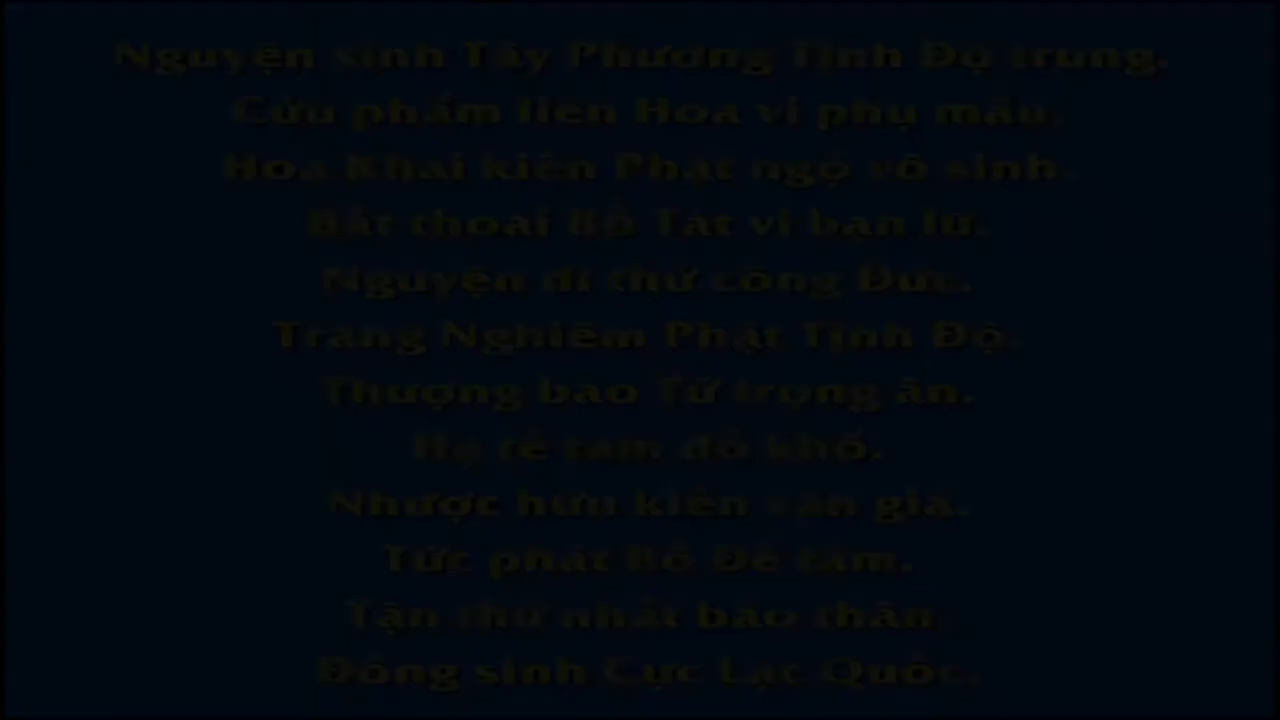 Nguyện sinh Tây Phương Tịnh Độ trung.
Cửu phẩm liên Hoa vi phụ mẫu.
Hoa Khai kiến Phật ngộ vô sinh.
Bất thoái Bồ Tát vi bạn lữ.
Nguyện dĩ thử công Đức.
Trang Nghiêm Phật Tịnh Độ.
Thượng báo Tứ trọng ân.
Hạ tế tam đồ khổ.
Nhược hữu kiến văn giả.
Tức phát Bồ Đề tâm.
Tận thử nhất báo thân
Đồng sinh Cực Lạc Quốc.